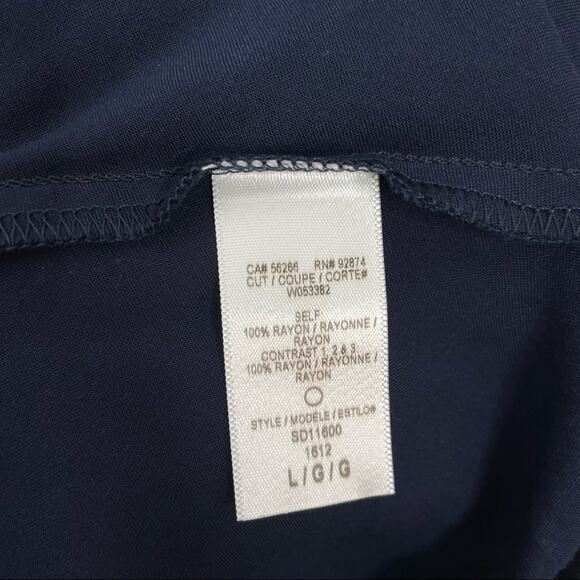 CA# 56266 RN# 92874
CUT / COUPE / CORTE#
W053382
SELF
100% RAYON / RAYONNE /
RAYON
CONTRAST 1, 2 & 3
100% RAYON / RAYONNE /
RAYON
STYLE / MODÈLE / ESTILO#
SD11600
1612
L / G / G